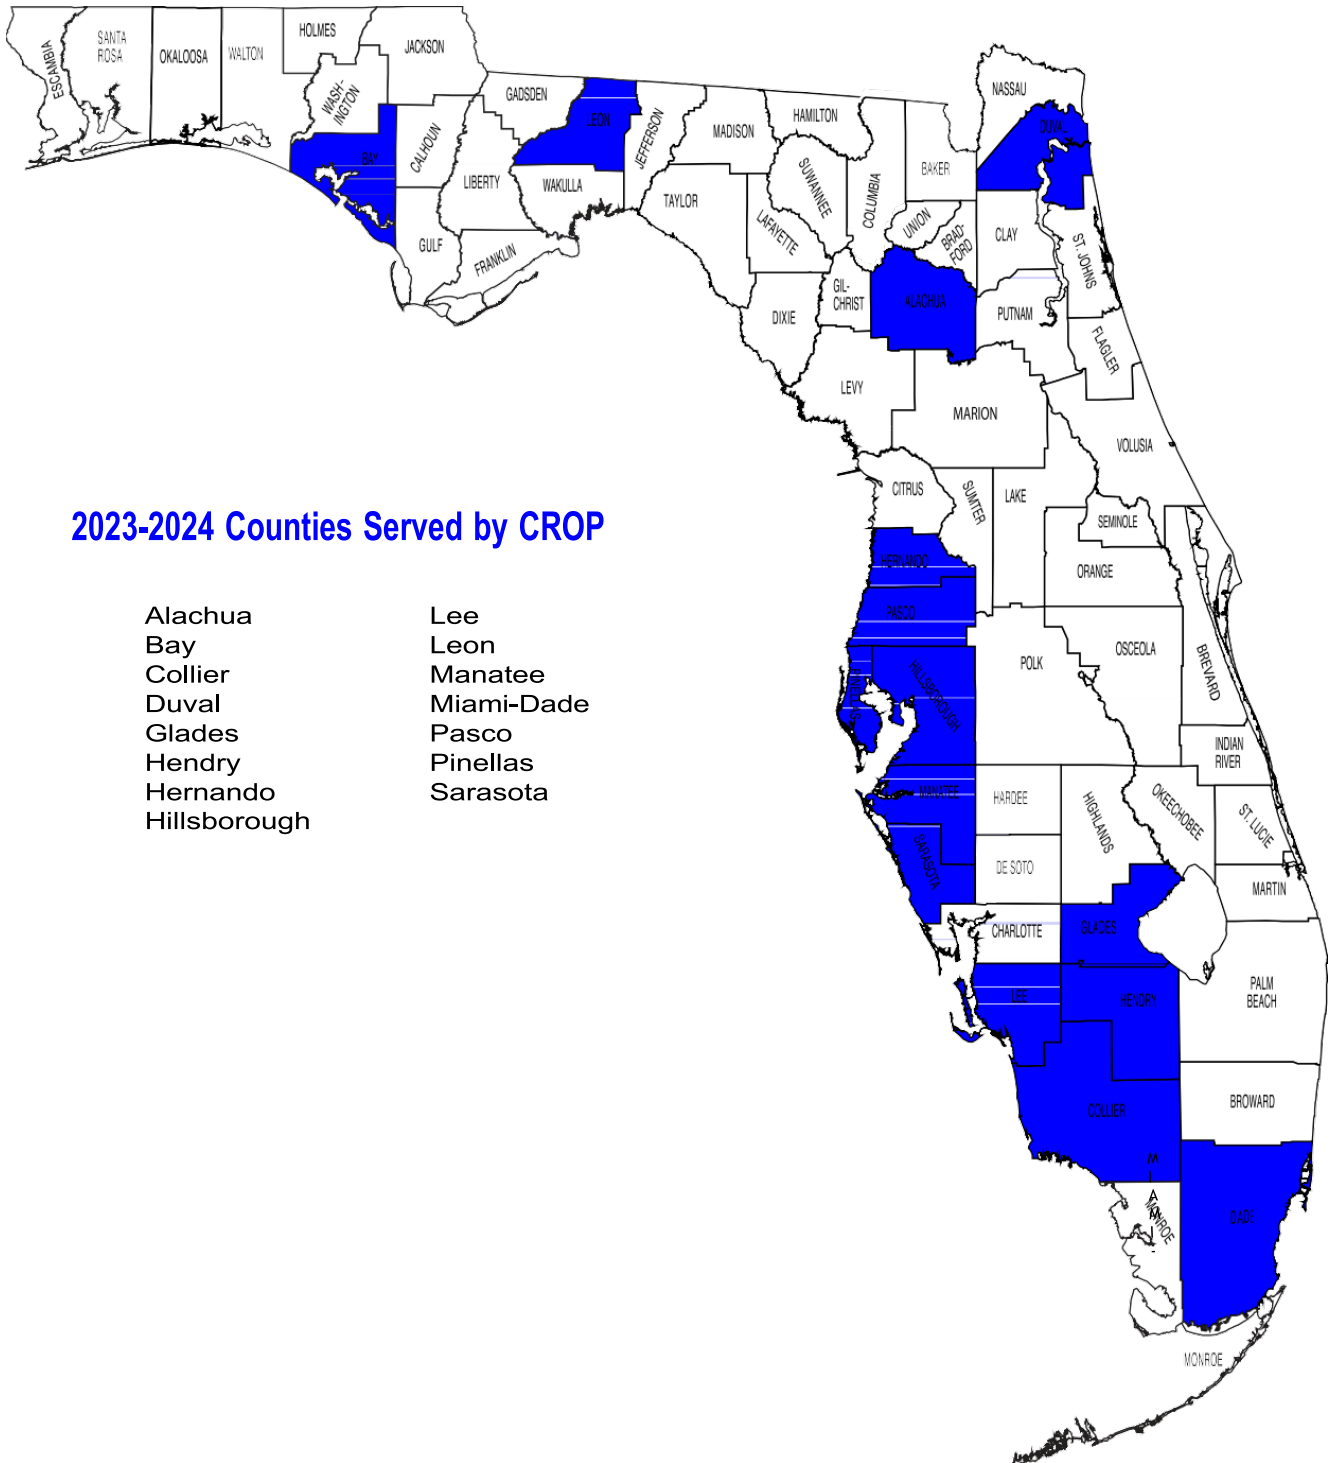 HOLMES
SANTA
ROSA
OKALOOSA
WALTON
JACKSON
ESCAMBIA
WASH-
INGTON
BAY
CALHOUN
GULF
GADSDEN
LIBERTY
FRANKLIN
LEON
WAKULLA
JEFFERSON
MADISON
TAYLOR
HAMILTON
SUWANNEE
LAFAYETTE
DIXIE
COLUMBIA
GIL-
CHRIST
BAKER
UNION
BRAD-
FORD
ALACHUA
NASSAU
DUVAL
CLAY
ST. JOHNS
PUTNAM
FLAGLER
LEVY
MARION
VOLUSIA
CITRUS
SUMTER
LAKE
SEMINOLE
ORANGE
2023-2024 Counties Served by CROP
Alachua Lee
Bay Leon
Collier Manatee
Duval Miami-Dade
Glades Pasco
Hendry Pinellas
Hernando Sarasota
Hillsborough
HERNANDO
PASCO
PINELLAS
HILLSBOROUGH
POLK
OSCEOLA
BREVARD
INDIAN
RIVER
MANATEE
HARDEE
HIGHLANDS
OKEECHOBEE
ST. LUCIE
SARASOTA
DE SOTO
MARTIN
CHARLOTTE
GLADES
LEE
HENDRY
PALM
BEACH
COLLIER
BROWARD
MIAMI-
DADE
MONROE
MONROE